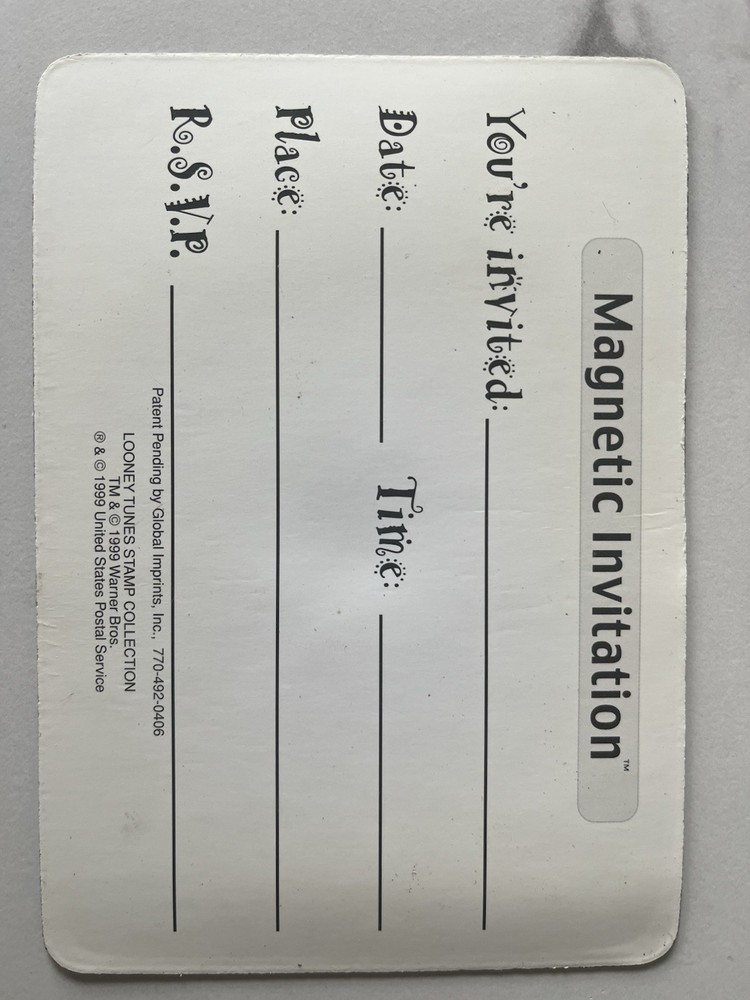 Magnetic Invitation™
You're invited:
Date: Time:
Place:
R.S.V.P.
Patent Pending by Global Imprints, Inc., 770-492-0406
LOONEY TUNES STAMP COLLECTION
TM & © 1999 Warner Bros.
® & © 1999 United States Postal Service